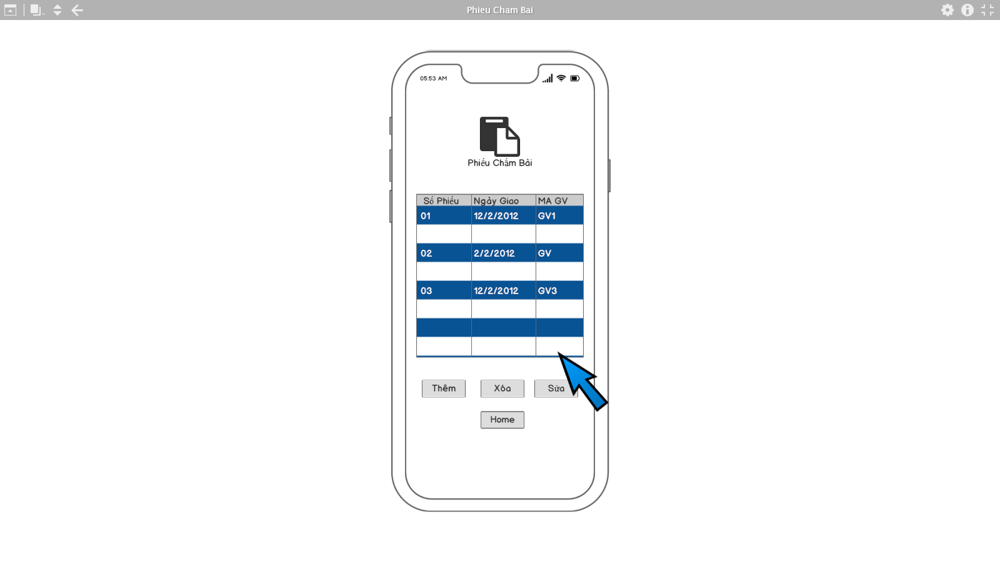 Phieu Cham Bai
05:53 AM
Phiếu Chấm Bài
Số Phiếu Ngày Giao MA GV
01 12/2/2012 GV1
02 2/2/2012 GV
03 12/2/2012 GV3
Thêm Xóa Sửa
Home